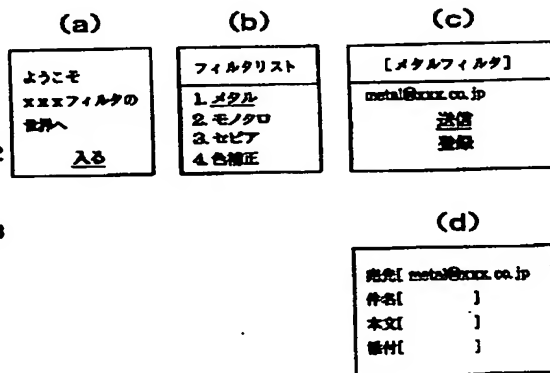 (a)
ようこそ
xxxフィルタの
世界へ
入る
(b)
フィルタリスト
1. メタル
2. モノクロ
3. セピア
4. 色補正
(c)
[メタルフィルタ]
metal@xxx.co.jp
送信
登録
(d)
宛先[ metal@xxx.co.jp
件名[ ]
本文[ ]
添付[ ]